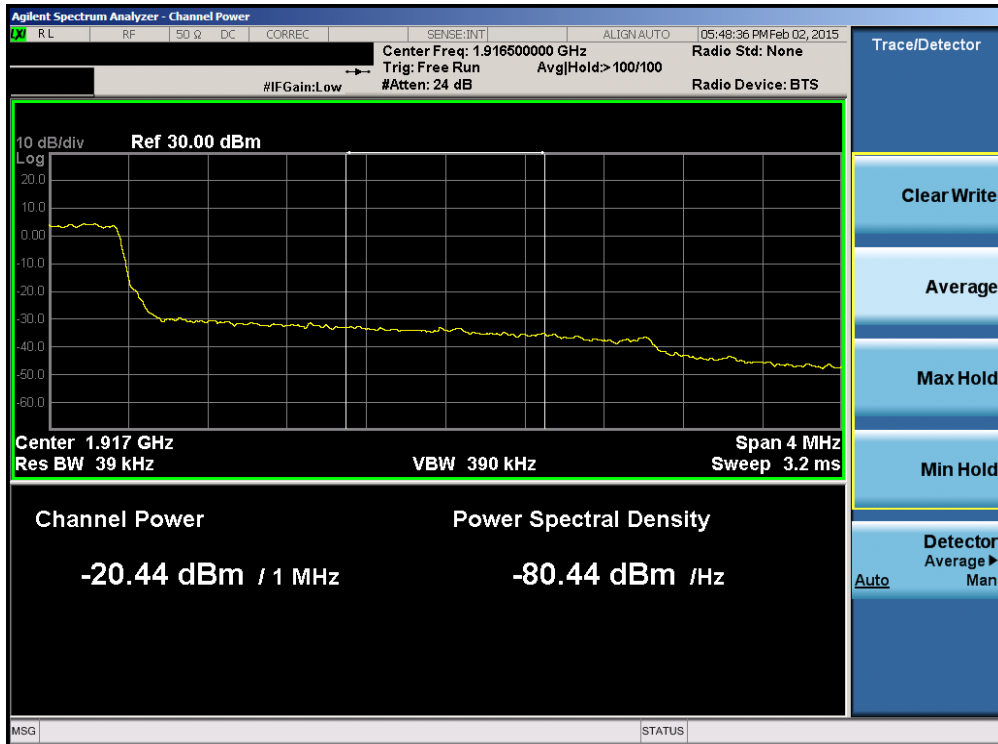 Agilent Spectrum Analyzer - Channel Power
LXI RL RF 50 Ω DC CORREC SENSE:INT ALIGN AUTO 05:48:36 PM Feb 02, 2015
Center Freq: 1.916500000 GHz Radio Std: None
Trig: Free Run Avg|Hold:>100/100
#IFGain:Low #Atten: 24 dB Radio Device: BTS
10 dB/div Ref 30.00 dBm
Log
20.0
10.0
0.00
-10.0
-20.0
-30.0
-40.0
-50.0
-60.0
Center 1.917 GHz Span 4 MHz
Res BW 39 kHz VBW 390 kHz Sweep 3.2 ms
Channel Power Power Spectral Density
-20.44 dBm / 1 MHz -80.44 dBm /Hz
MSG STATUS
Trace/Detector
Clear Write
Average
Max Hold
Min Hold
Detector
Average▶
Auto Man